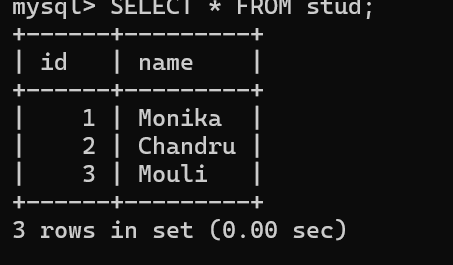 mysql> SELECT * FROM stud;
+------+---------+
| id   | name    |
+------+---------+
|    1 | Monika  |
|    2 | Chandru |
|    3 | Mouli   |
+------+---------+
3 rows in set (0.00 sec)